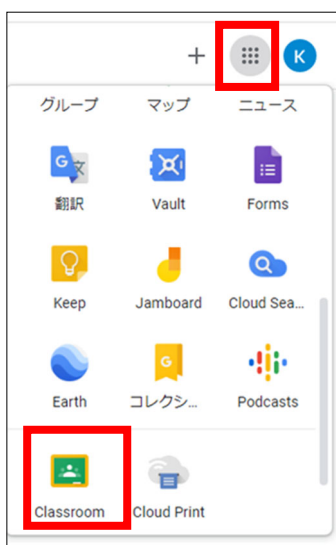 K
グループ マップ ニュース
G 文
翻訳 Vault Forms
Keep Jamboard Cloud Sea...
G
Earth コレクシ... Podcasts
Classroom Cloud Print